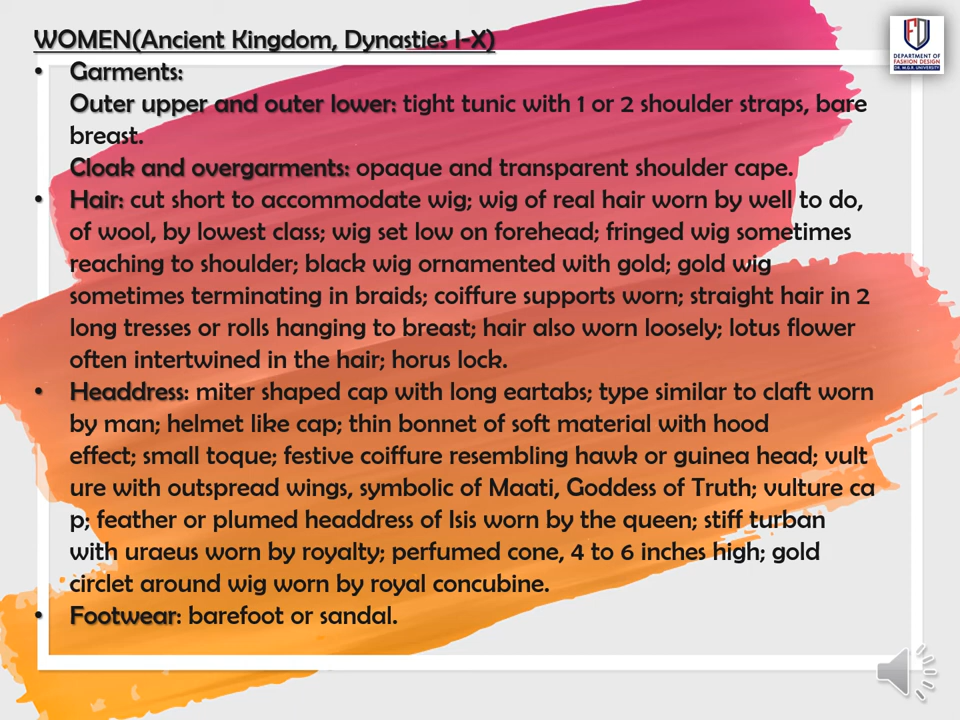 WOMEN(Ancient Kingdom, Dynasties I-X)
• Garments:
Outer upper and outer lower: tight tunic with 1 or 2 shoulder straps, bare
breast.
Cloak and overgarments: opaque and transparent shoulder cape.
• Hair: cut short to accommodate wig; wig of real hair worn by well to do,
of wool, by lowest class; wig set low on forehead; fringed wig sometimes
reaching to shoulder; black wig ornamented with gold; gold wig
sometimes terminating in braids; coiffure supports worn; straight hair in 2
long tresses or rolls hanging to breast; hair also worn loosely; lotus flower
often intertwined in the hair; horus lock.
• Headdress: miter shaped cap with long eartabs; type similar to claft worn
by man; helmet like cap; thin bonnet of soft material with hood
effect; small toque; festive coiffure resembling hawk or guinea head; vult
ure with outspread wings, symbolic of Maati, Goddess of Truth; vulture ca
p; feather or plumed headdress of Isis worn by the queen; stiff turban
with uraeus worn by royalty; perfumed cone, 4 to 6 inches high; gold
circlet around wig worn by royal concubine.
• Footwear: barefoot or sandal.
DEPARTMENT OF
FASHION DESIGN
DR. M.G.R. UNIVERSITY